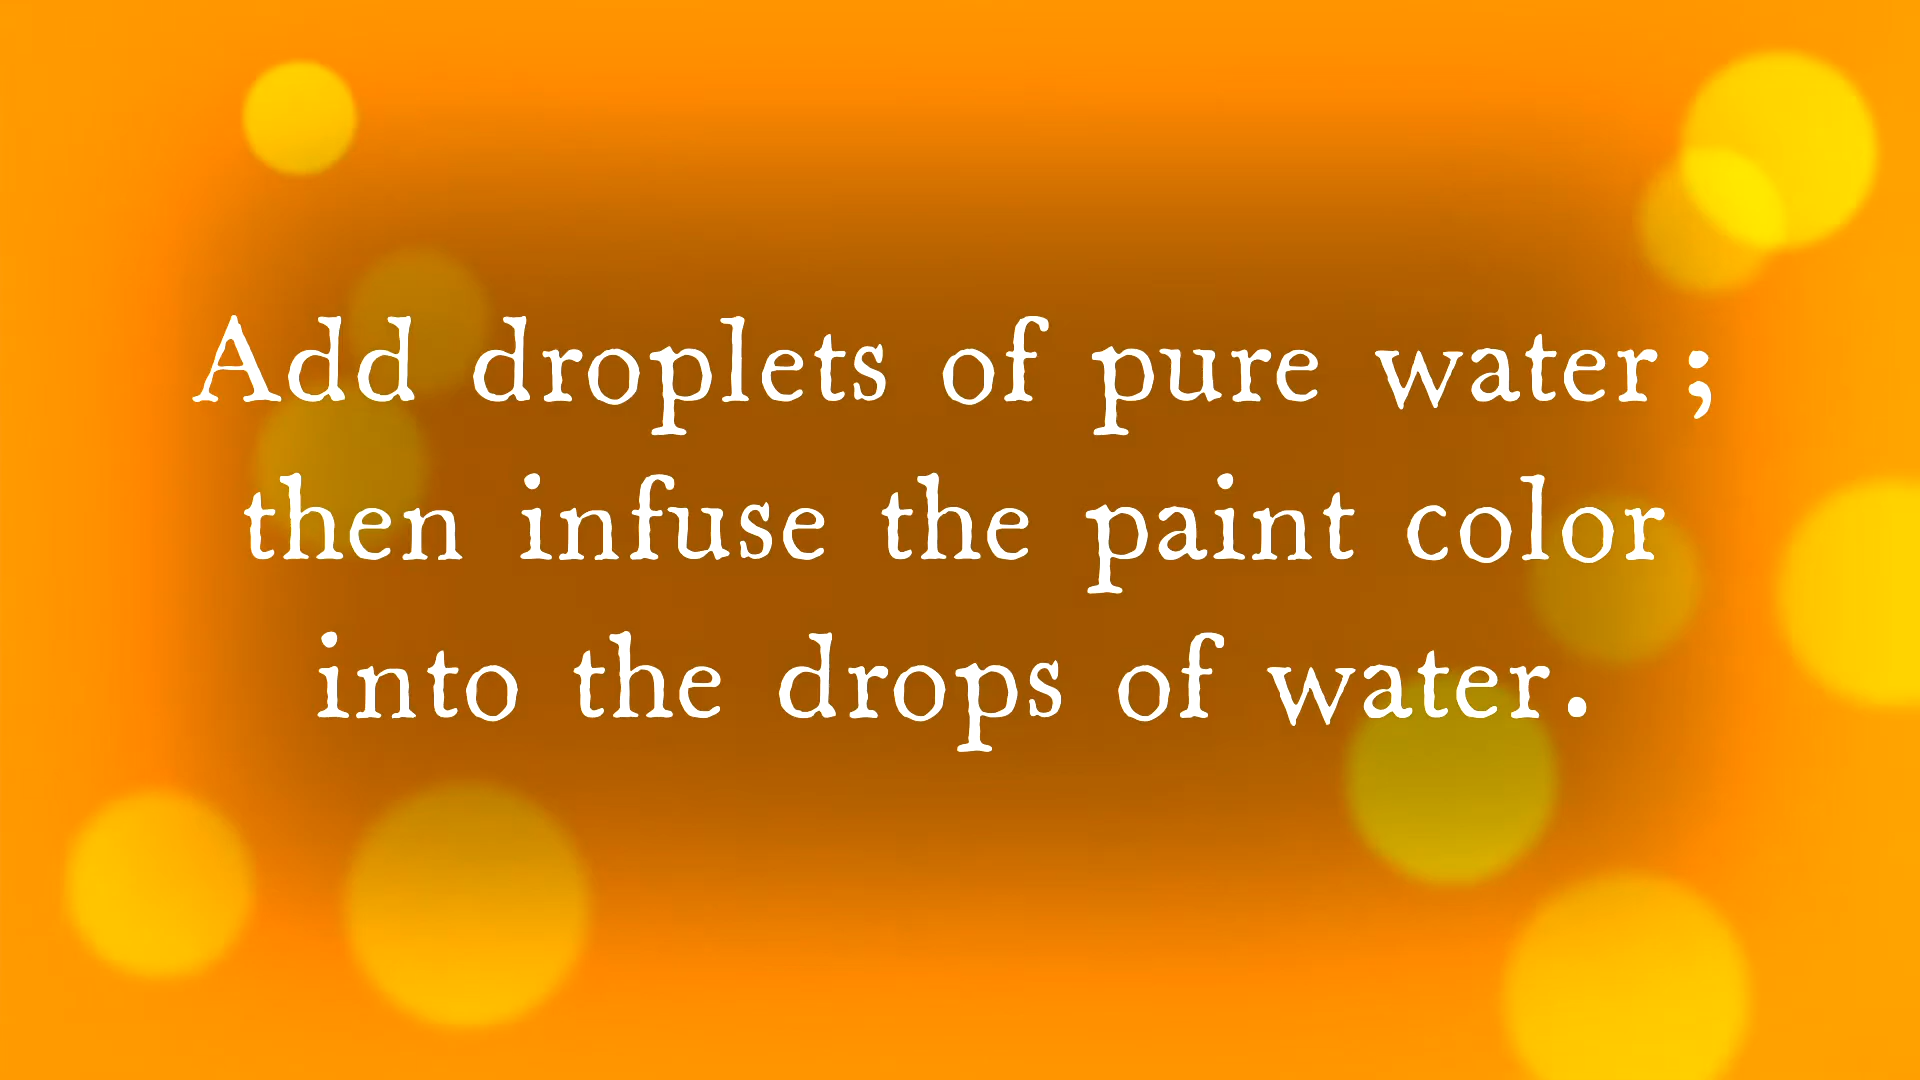 Add droplets of pure water;
then infuse the paint color
into the drops of water.